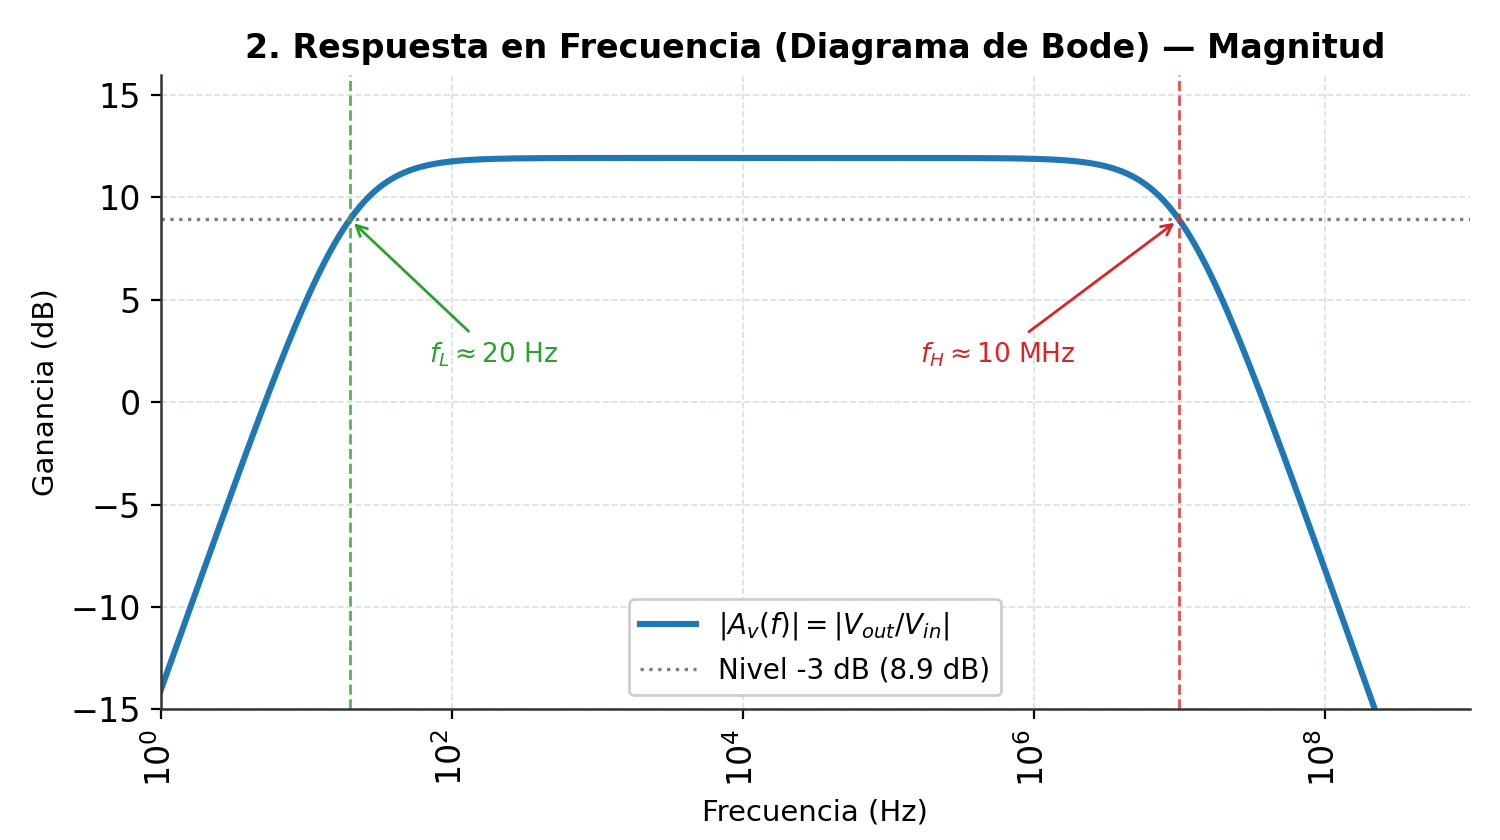 2. Respuesta en Frecuencia (Diagrama de Bode) — Magnitud
Ganancia (dB)
15
10
5
0
−5
−10
−15
f_L ≈ 20 Hz
f_H ≈ 10 MHz
|A_v(f)| = |V_out/V_in|
Nivel -3 dB (8.9 dB)
10^0
10^2
10^4
10^6
10^8
Frecuencia (Hz)